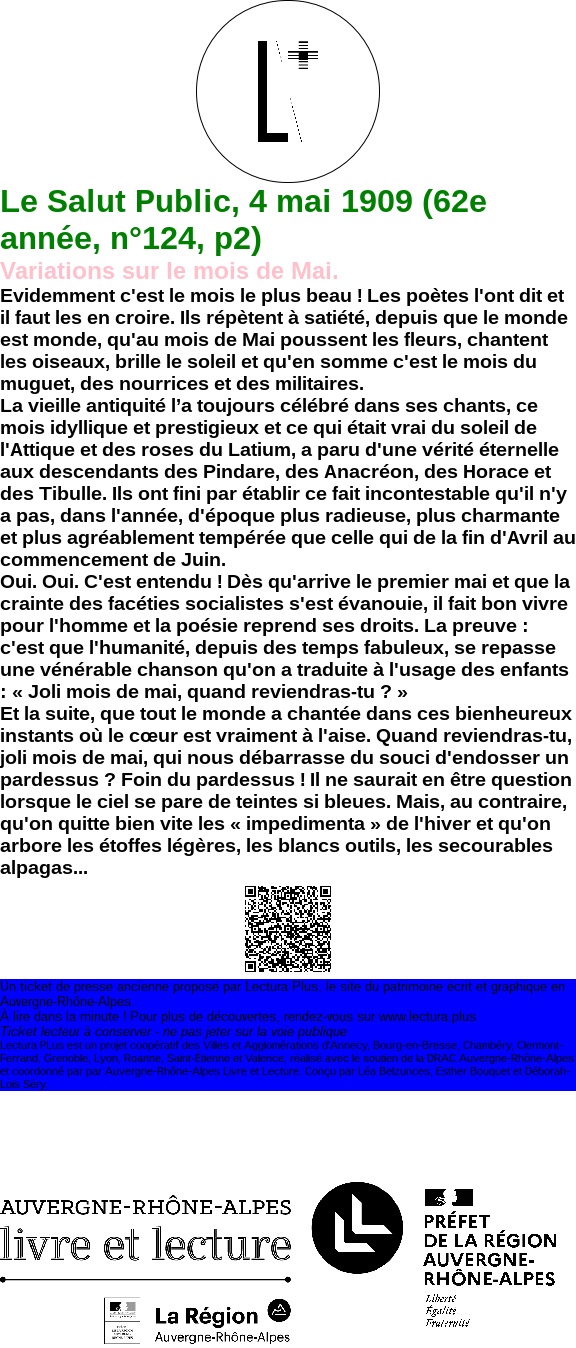 L+
Le Salut Public, 4 mai 1909 (62e
année, n°124, p2)
Variations sur le mois de Mai.
Evidemment c'est le mois le plus beau ! Les poètes l'ont dit et
il faut les en croire. Ils répètent à satiété, depuis que le monde
est monde, qu'au mois de Mai poussent les fleurs, chantent
les oiseaux, brille le soleil et qu'en somme c'est le mois du
muguet, des nourrices et des militaires.
La vieille antiquité l’a toujours célébré dans ses chants, ce
mois idyllique et prestigieux et ce qui était vrai du soleil de
l'Attique et des roses du Latium, a paru d'une vérité éternelle
aux descendants des Pindare, des Anacréon, des Horace et
des Tibulle. Ils ont fini par établir ce fait incontestable qu'il n'y
a pas, dans l'année, d'époque plus radieuse, plus charmante
et plus agréablement tempérée que celle qui de la fin d'Avril au
commencement de Juin.
Oui. Oui. C'est entendu ! Dès qu'arrive le premier mai et que la
crainte des facéties socialistes s'est évanouie, il fait bon vivre
pour l'homme et la poésie reprend ses droits. La preuve :
c'est que l'humanité, depuis des temps fabuleux, se repasse
une vénérable chanson qu'on a traduite à l'usage des enfants
: « Joli mois de mai, quand reviendras-tu ? »
Et la suite, que tout le monde a chantée dans ces bienheureux
instants où le cœur est vraiment à l'aise. Quand reviendras-tu,
joli mois de mai, qui nous débarrasse du souci d'endosser un
pardessus ? Foin du pardessus ! Il ne saurait en être question
lorsque le ciel se pare de teintes si bleues. Mais, au contraire,
qu'on quitte bien vite les « impedimenta » de l'hiver et qu'on
arbore les étoffes légères, les blancs outils, les secourables
alpagas...
Un ticket de presse ancienne proposé par Lectura Plus, le site du patrimoine écrit et graphique en
Auvergne-Rhône-Alpes
À lire dans la minute ! Pour plus de découvertes, rendez-vous sur www.lectura.plus
Ticket lecteur à conserver - ne pas jeter sur la voie publique
Lectura PLus est un projet coopératif des Villes et Agglomérations d'Annecy, Bourg-en-Bresse, Chambéry, Clermont-
Ferrand, Grenoble, Lyon, Roanne, Saint-Etienne et Valence, réalisé avec le soutien de la DRAC Auvergne-Rhône-Alpes
et coordonné par par Auvergne-Rhône-Alpes Livre et Lecture. Conçu par Léa Belzunces, Esther Bouquet et Déborah-
Luis Séry.
AUVERGNE-RHÔNE-ALPES
livre et lecture
PRÉFET
DE LA RÉGION
AUVERGNE-
RHÔNE-ALPES
Liberté
Égalité
Fraternité
La Région
Auvergne-Rhône-Alpes